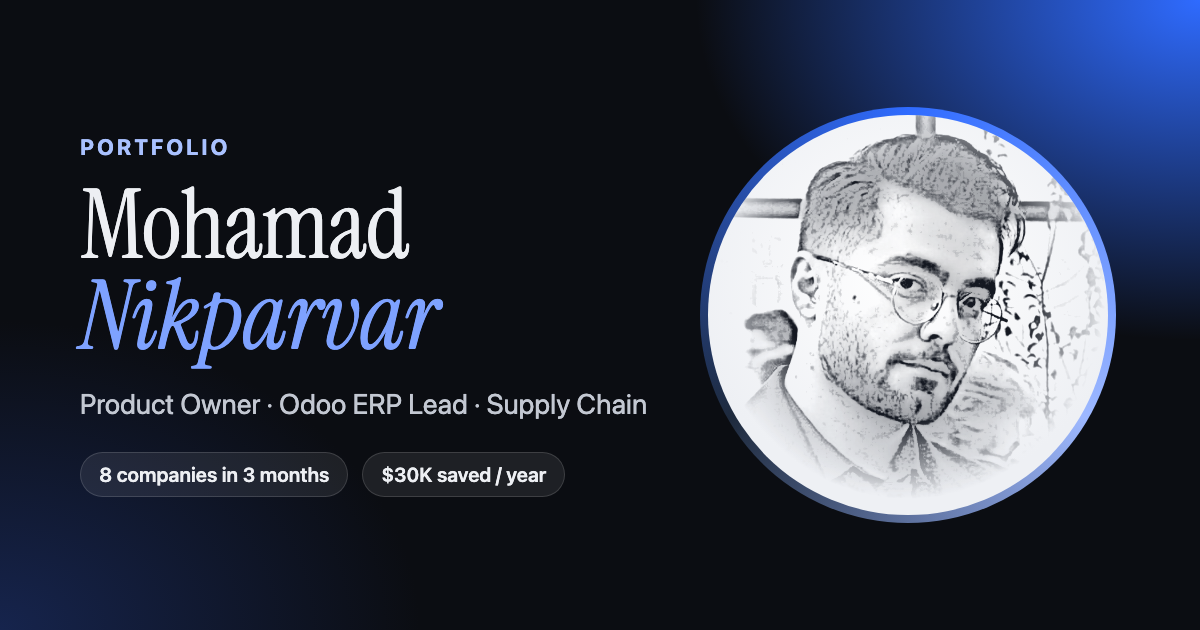 PORTFOLIO
Mohamad
Nikparvar
Product Owner · Odoo ERP Lead · Supply Chain
8 companies in 3 months
$30K saved / year